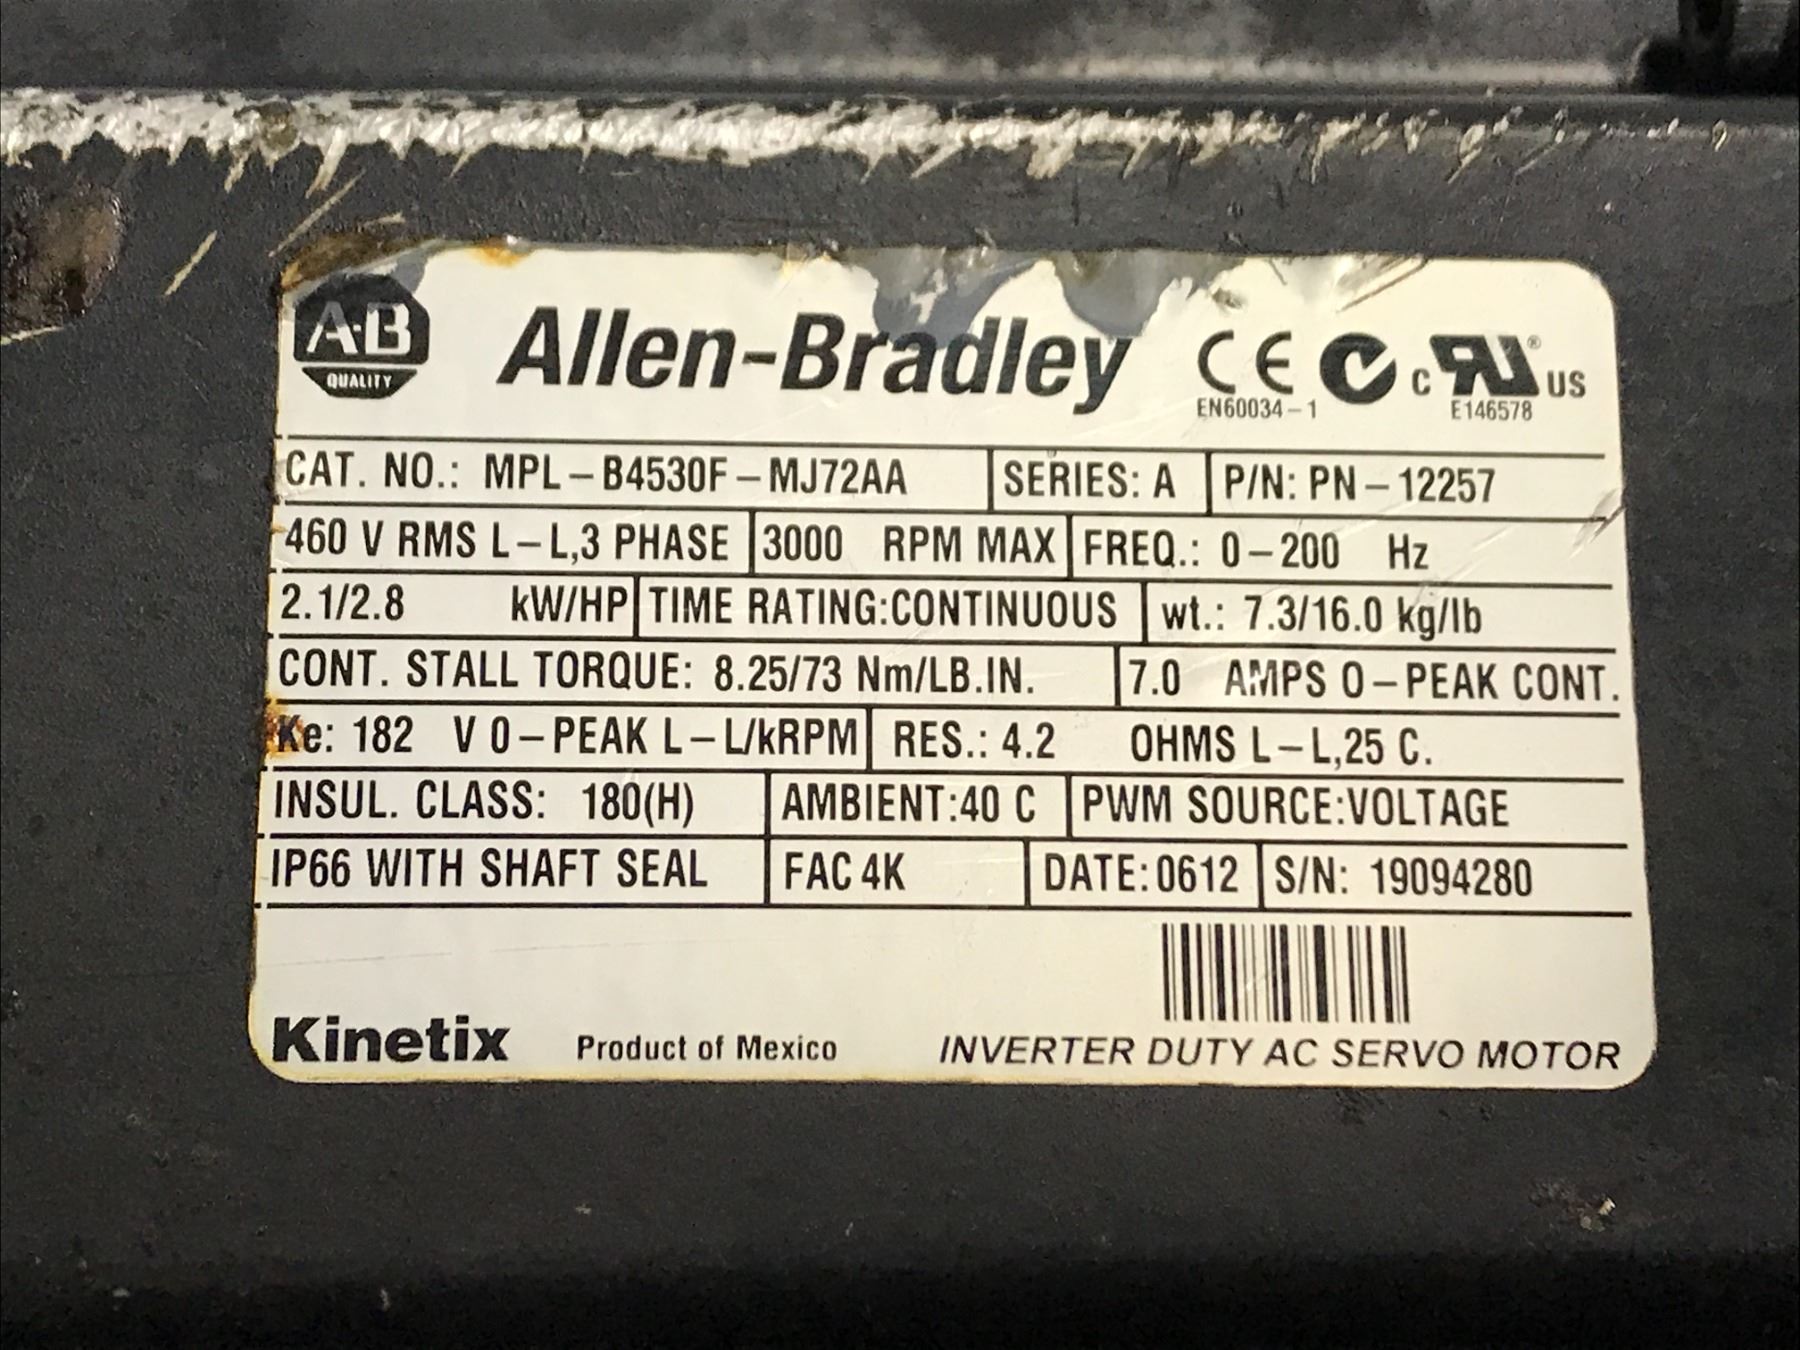 A-B
QUALITY
Allen-Bradley
CE
EN60034-1
c RU ® US
E146578
CAT. NO.: MPL-B4530F-MJ72AA SERIES: A P/N: PN-12257
460 V RMS L-L,3 PHASE 3000 RPM MAX FREQ.: 0-200 Hz
2.1/2.8 kW/HP TIME RATING:CONTINUOUS wt.: 7.3/16.0 kg/lb
CONT. STALL TORQUE: 8.25/73 Nm/LB.IN. 7.0 AMPS 0-PEAK CONT.
Ke: 182 V 0-PEAK L-L/kRPM RES.: 4.2 OHMS L-L,25 C.
INSUL. CLASS: 180(H) AMBIENT:40 C PWM SOURCE:VOLTAGE
IP66 WITH SHAFT SEAL FAC 4K DATE:0612 S/N: 19094280
Kinetix Product of Mexico INVERTER DUTY AC SERVO MOTOR